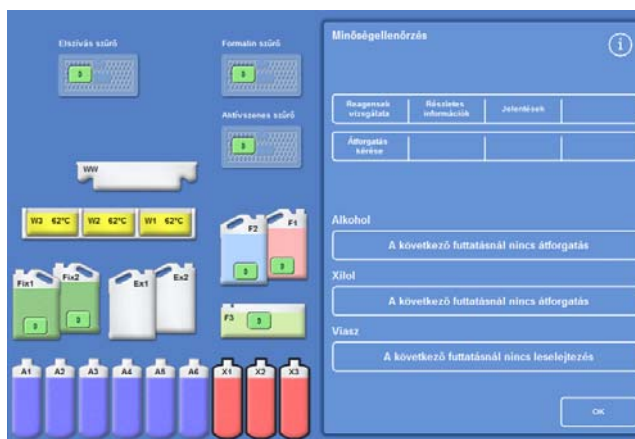 Elszívás szűrő
Formalin szűrő
Aktívszenes szűrő
WW
W3 62°C W2 62°C W1 62°C
F2 F1
Fix1 Fix2 Ex1 Ex2
F3
A1 A2 A3 A4 A5 A6 X1 X2 X3
Minőségellenőrzés
i
Reagensek vizsgálata
Részletes információk
Jelentések
Átforgatás kérése
Alkohol
A következő futtatásnál nincs átforgatás
Xilol
A következő futtatásnál nincs átforgatás
Viasz
A következő futtatásnál nincs leselejtezés
OK